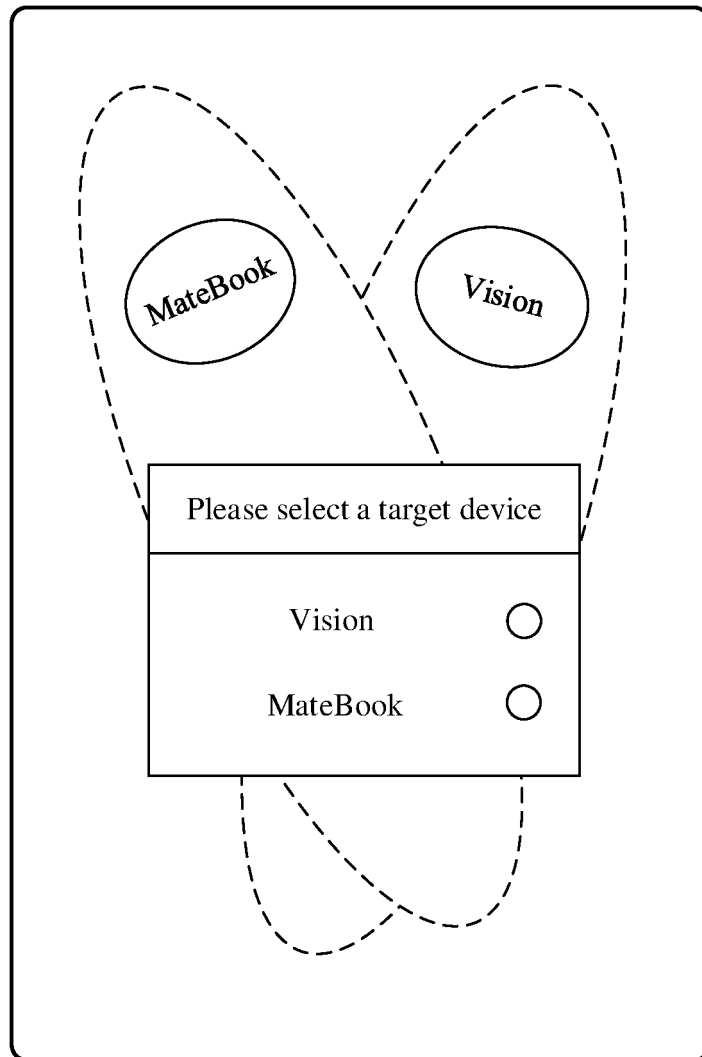 MateBook
Vision
Please select a target device
Vision
MateBook